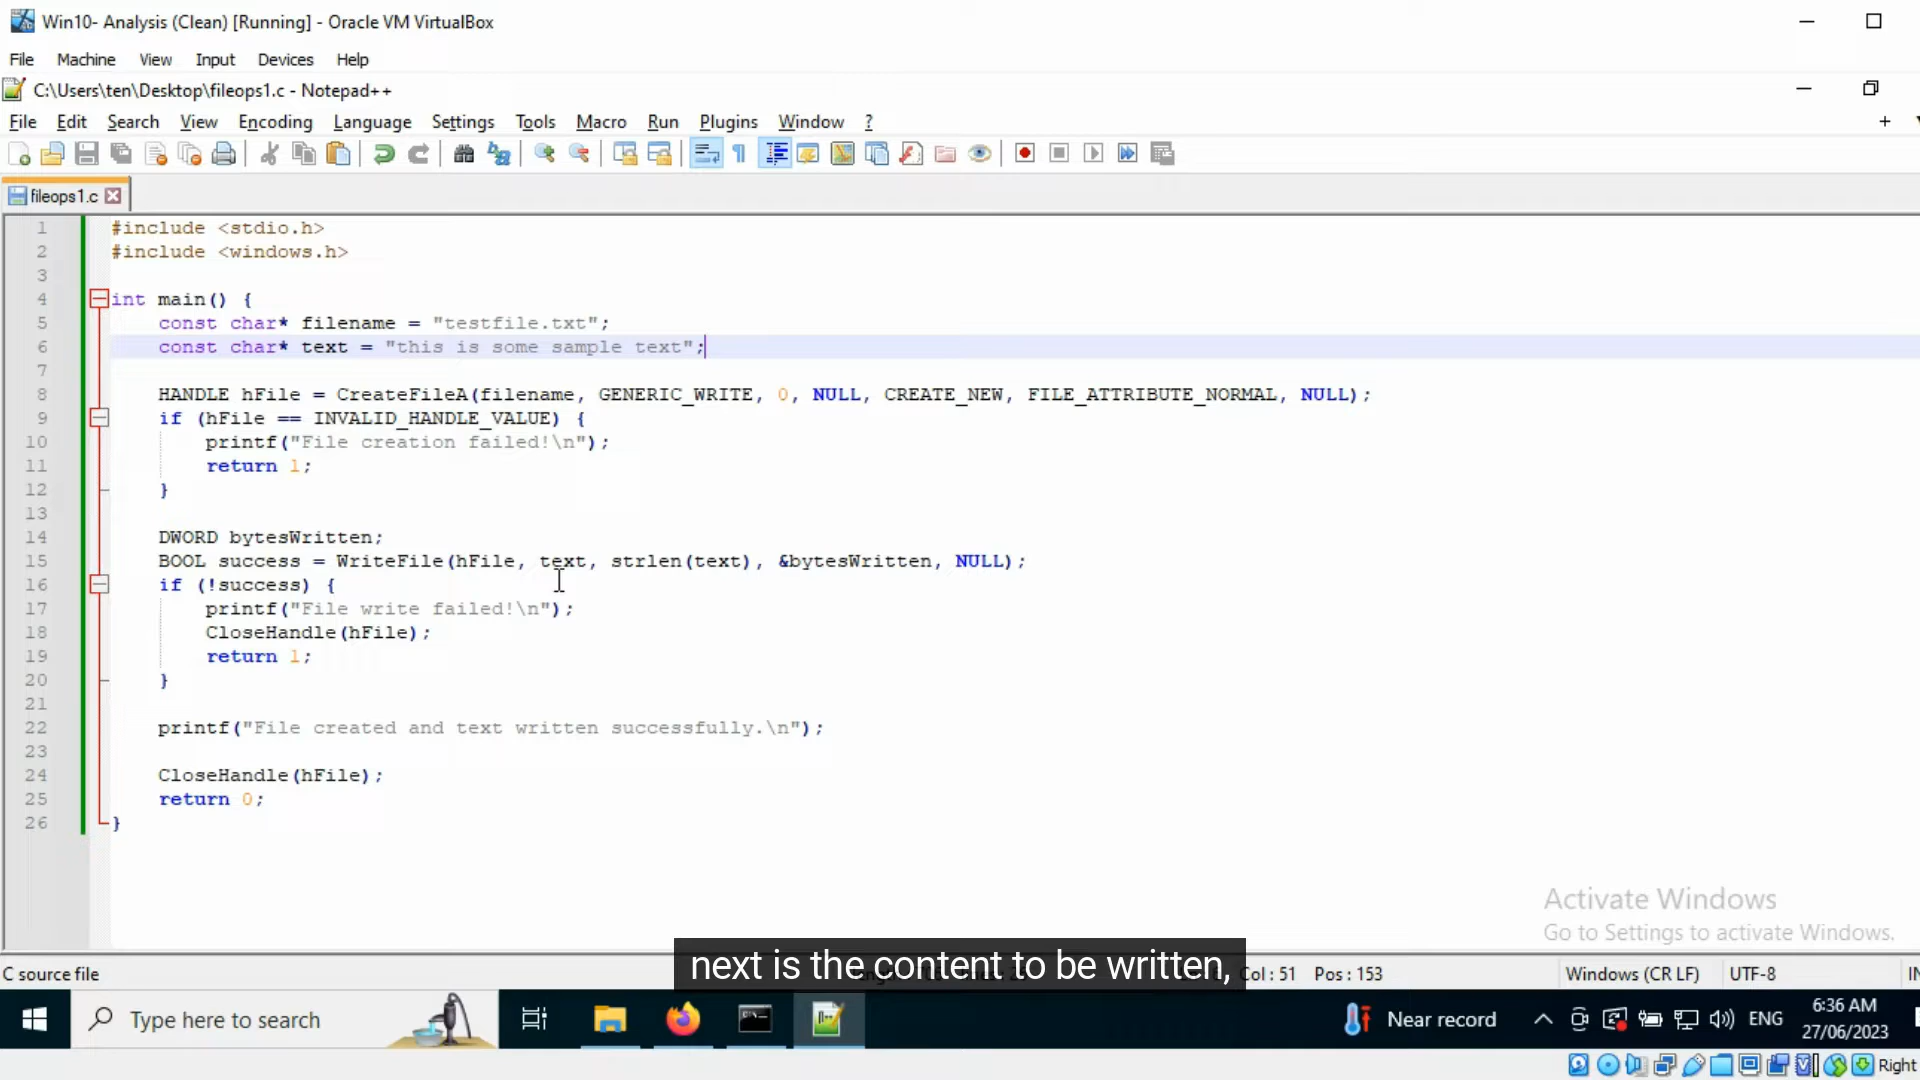 Win10- Analysis (Clean) [Running] - Oracle VM VirtualBox
File Machine View Input Devices Help
C:\Users\ten\Desktop\fileops1.c - Notepad++
File Edit Search View Encoding Language Settings Tools Macro Run Plugins Window ?
fileops1.c
1 #include <stdio.h>
2 #include <windows.h>
3
4 int main() {
5 const char* filename = "testfile.txt";
6 const char* text = "this is some sample text";
7
8 HANDLE hFile = CreateFileA(filename, GENERIC_WRITE, 0, NULL, CREATE_NEW, FILE_ATTRIBUTE_NORMAL, NULL);
9 if (hFile == INVALID_HANDLE_VALUE) {
10 printf("File creation failed!\n");
11 return 1;
12 }
13
14 DWORD bytesWritten;
15 BOOL success = WriteFile(hFile, text, strlen(text), &bytesWritten, NULL);
16 if (!success) {
17 printf("File write failed!\n");
18 CloseHandle(hFile);
19 return 1;
20 }
21
22 printf("File created and text written successfully.\n");
23
24 CloseHandle(hFile);
25 return 0;
26 }
Activate Windows
Go to Settings to activate Windows.
next is the content to be written,
C source file Col : 51 Pos : 153 Windows (CR LF) UTF-8
Type here to search Near record ENG 6:36 AM
27/06/2023
Right